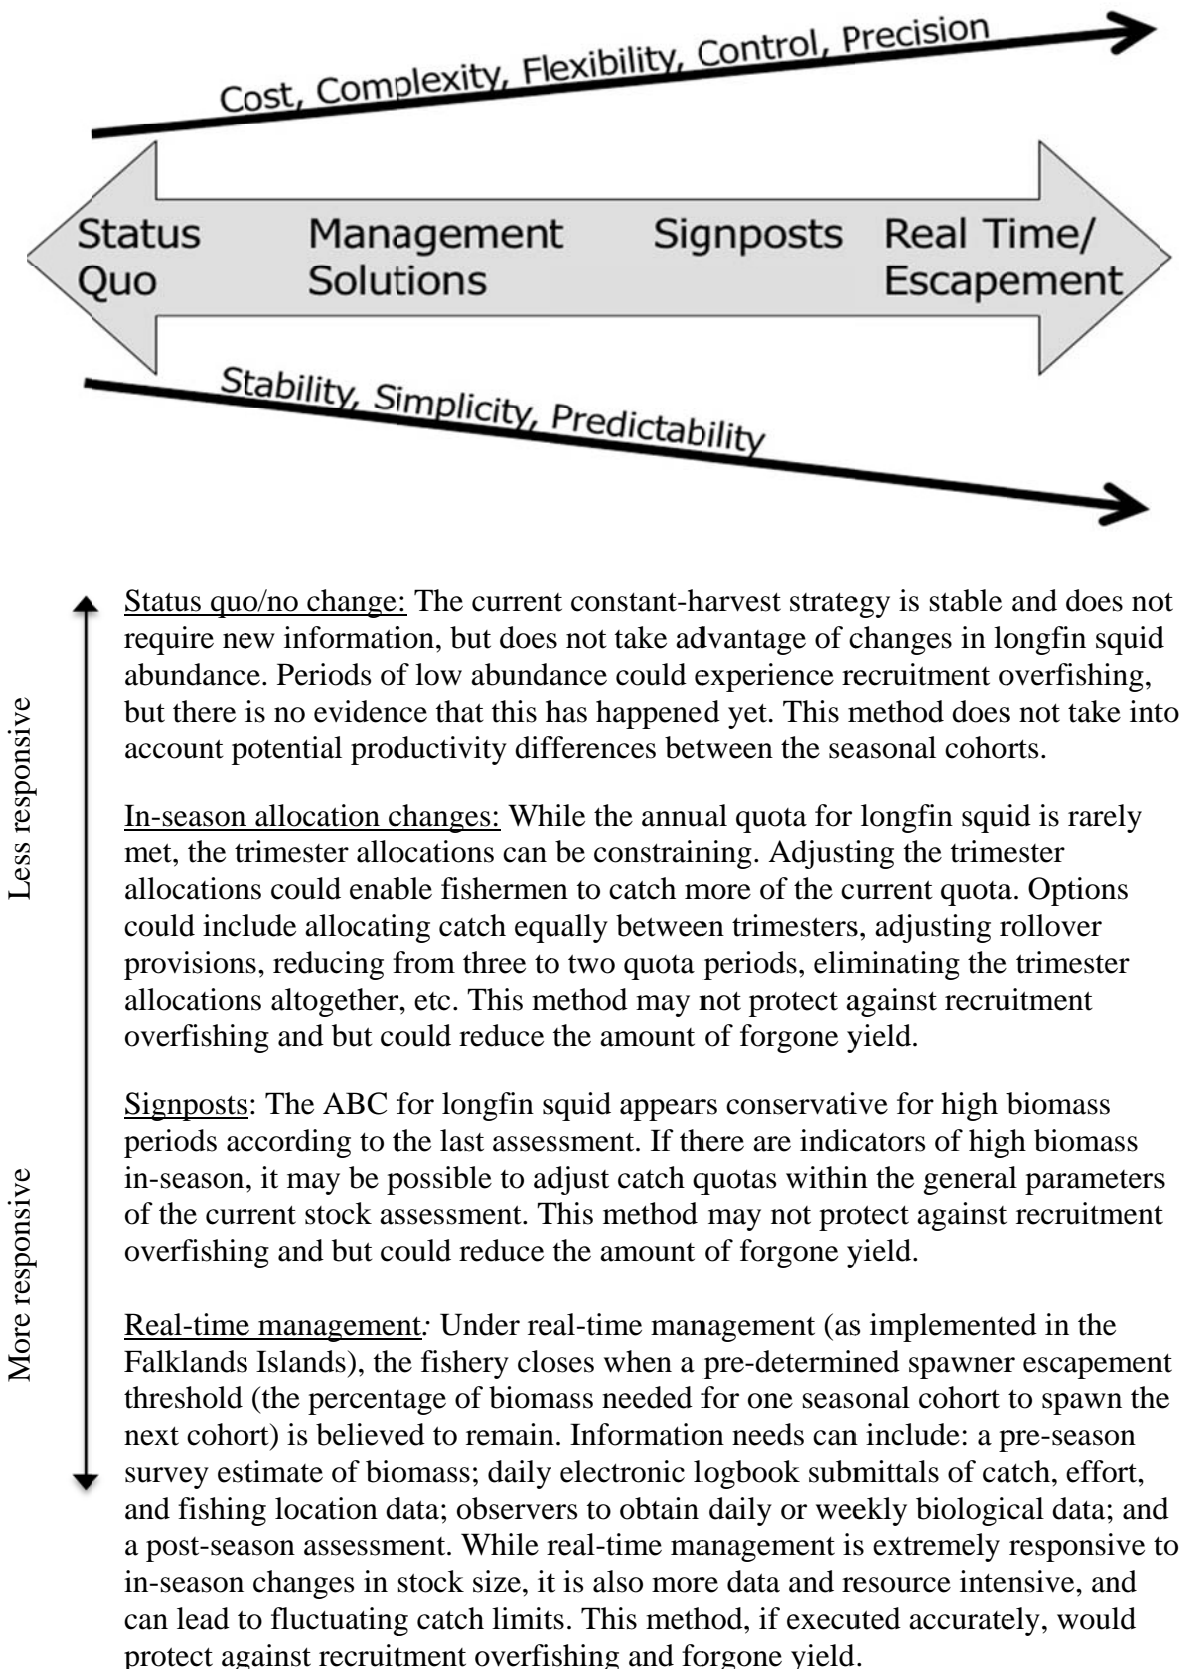 Cost, Complexity, Flexibility, Control, Precision
Status Quo
Management Solutions
Signposts
Real Time/ Escapement
Stability, Simplicity, Predictability
Less responsive
More responsive
Status quo/no change: The current constant-harvest strategy is stable and does not
require new information, but does not take advantage of changes in longfin squid
abundance. Periods of low abundance could experience recruitment overfishing,
but there is no evidence that this has happened yet. This method does not take into
account potential productivity differences between the seasonal cohorts.
In-season allocation changes: While the annual quota for longfin squid is rarely
met, the trimester allocations can be constraining. Adjusting the trimester
allocations could enable fishermen to catch more of the current quota. Options
could include allocating catch equally between trimesters, adjusting rollover
provisions, reducing from three to two quota periods, eliminating the trimester
allocations altogether, etc. This method may not protect against recruitment
overfishing and but could reduce the amount of forgone yield.
Signposts: The ABC for longfin squid appears conservative for high biomass
periods according to the last assessment. If there are indicators of high biomass
in-season, it may be possible to adjust catch quotas within the general parameters
of the current stock assessment. This method may not protect against recruitment
overfishing and but could reduce the amount of forgone yield.
Real-time management: Under real-time management (as implemented in the
Falklands Islands), the fishery closes when a pre-determined spawner escapement
threshold (the percentage of biomass needed for one seasonal cohort to spawn the
next cohort) is believed to remain. Information needs can include: a pre-season
survey estimate of biomass; daily electronic logbook submittals of catch, effort,
and fishing location data; observers to obtain daily or weekly biological data; and
a post-season assessment. While real-time management is extremely responsive to
in-season changes in stock size, it is also more data and resource intensive, and
can lead to fluctuating catch limits. This method, if executed accurately, would
protect against recruitment overfishing and forgone yield.